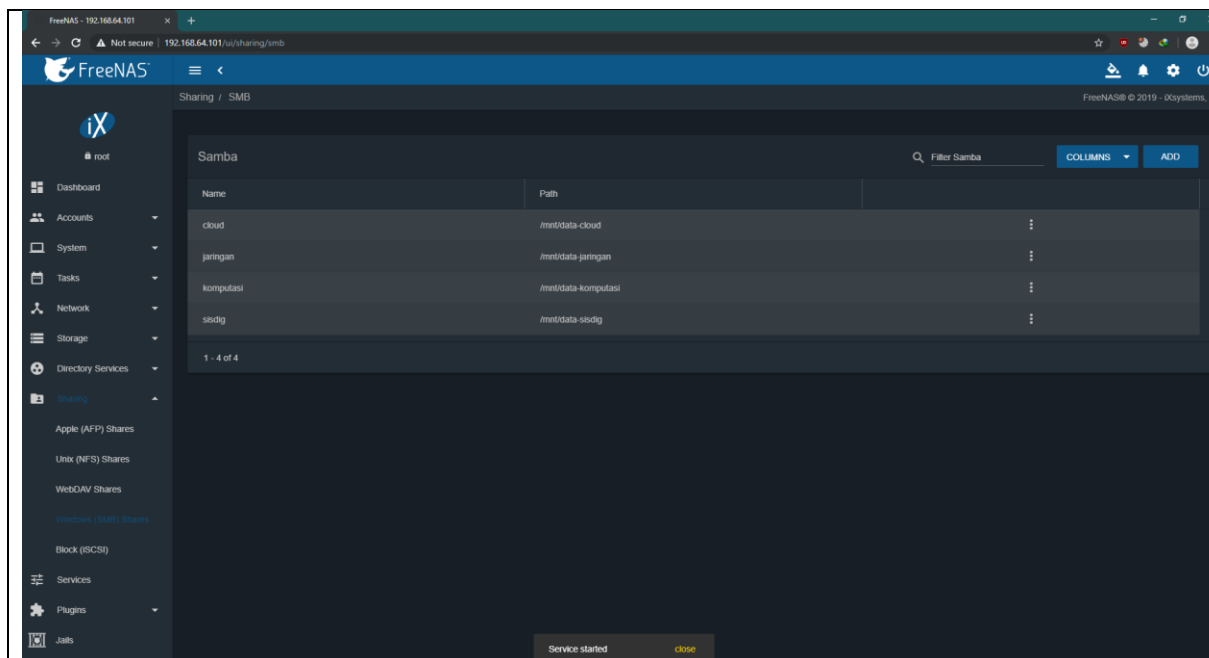 FreeNAS - 192.168.64.101
Not secure 192.168.64.101/ui/sharing/smb
FreeNAS
Sharing / SMB
FreeNAS® © 2019 - iXsystems,
iX
root
Samba
Filter Samba
COLUMNS
ADD
Name Path
cloud /mnt/data-cloud
jaringan /mnt/data-jaringan
komputasi /mnt/data-komputasi
sisdig /mnt/data-sisdig
1 - 4 of 4
Dashboard
Accounts
System
Tasks
Network
Storage
Directory Services
Sharing
Apple (AFP) Shares
Unix (NFS) Shares
WebDAV Shares
Windows (SMB) Shares
Block (iSCSI)
Services
Plugins
Jails
Service started close